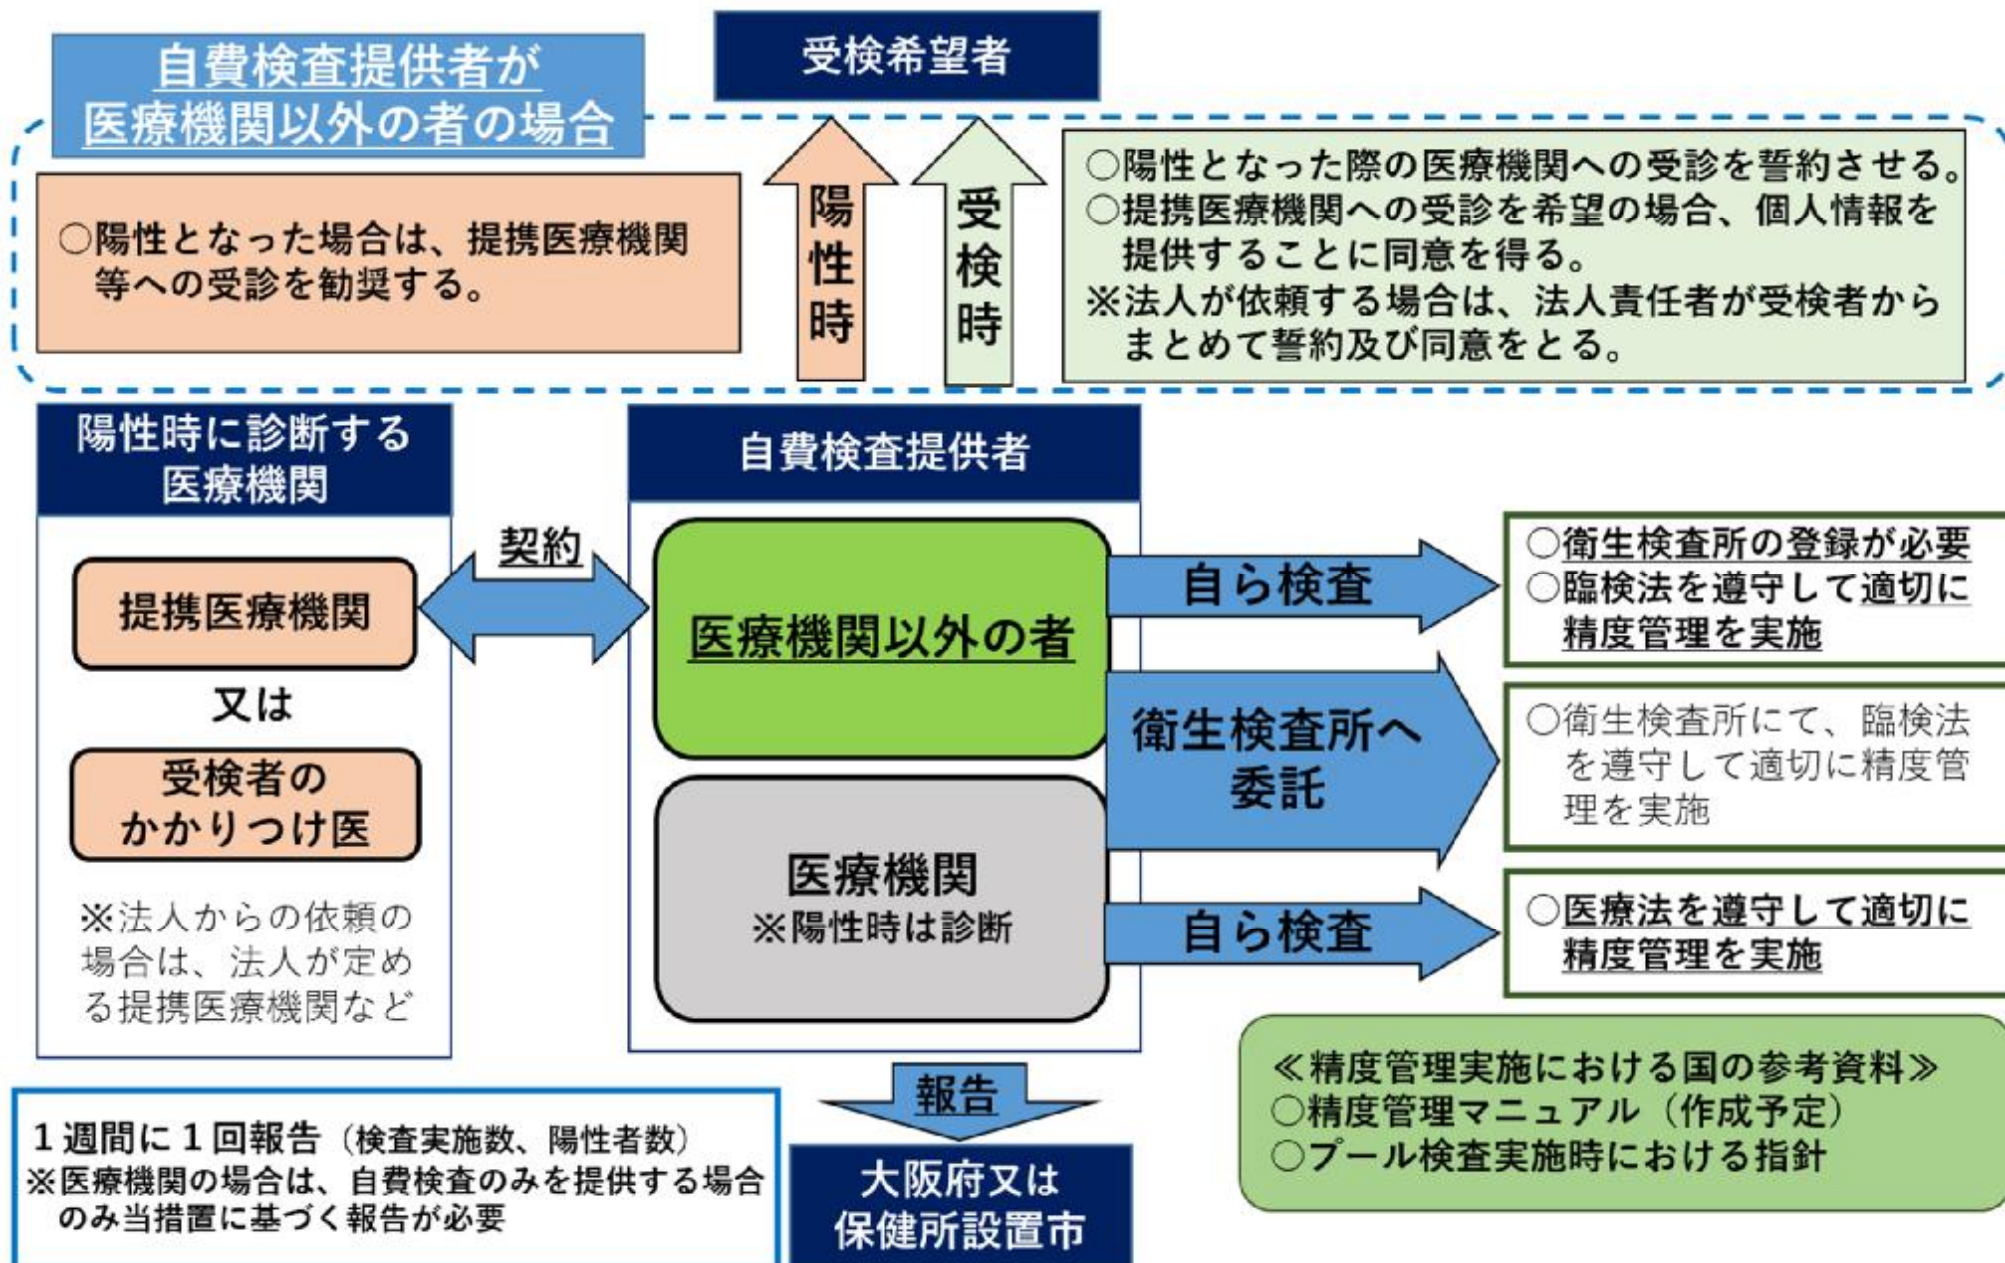 受検希望者
自費検査提供者が
医療機関以外の者の場合
○陽性となった場合は、提携医療機関
等への受診を勧奨する。
陽性時
受検時
○陽性となった際の医療機関への受診を誓約させる。
○提携医療機関への受診を希望の場合、個人情報を
提供することに同意を得る。
※法人が依頼する場合は、法人責任者が受検者から
まとめて誓約及び同意をとる。
陽性時に診断する
医療機関
提携医療機関
又は
受検者の
かかりつけ医
※法人からの依頼の
場合は、法人が定め
る提携医療機関など
契約
自費検査提供者
医療機関以外の者
医療機関
※陽性時は診断
自ら検査
衛生検査所へ
委託
自ら検査
○衛生検査所の登録が必要
○臨検法を遵守して適切に
精度管理を実施
○衛生検査所にて、臨検法
を遵守して適切に精度管
理を実施
○医療法を遵守して適切に
精度管理を実施
≪精度管理実施における国の参考資料≫
○精度管理マニュアル（作成予定）
○プール検査実施時における指針
報告
大阪府又は
保健所設置市
１週間に１回報告（検査実施数、陽性者数）
※医療機関の場合は、自費検査のみを提供する場合
のみ当措置に基づく報告が必要